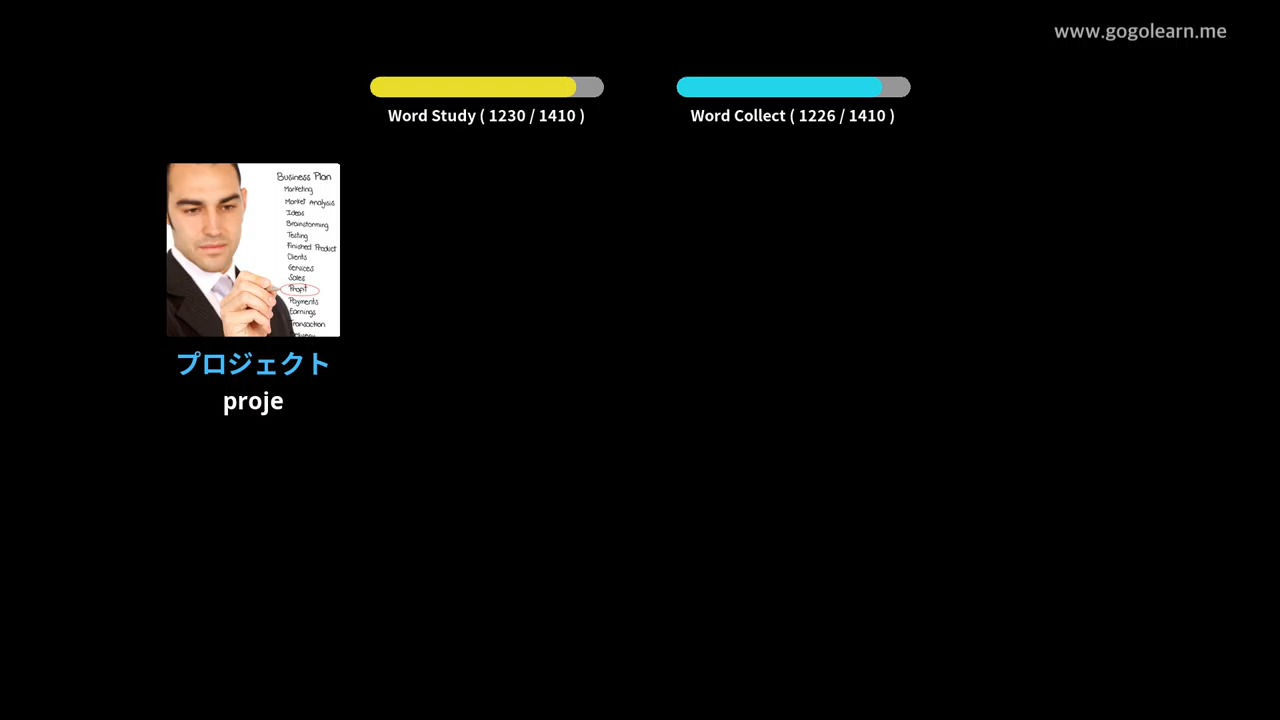 www.gogolearn.me
Word Study ( 1230 / 1410 )
Word Collect ( 1226 / 1410 )
Business Plan
Marketing
Market Analysis
Ideas
Brainstorming
Testing
Finished Product
Clients
Services
Sales
Profit
Payments
Earnings
Transaction
プロジェクト
proje